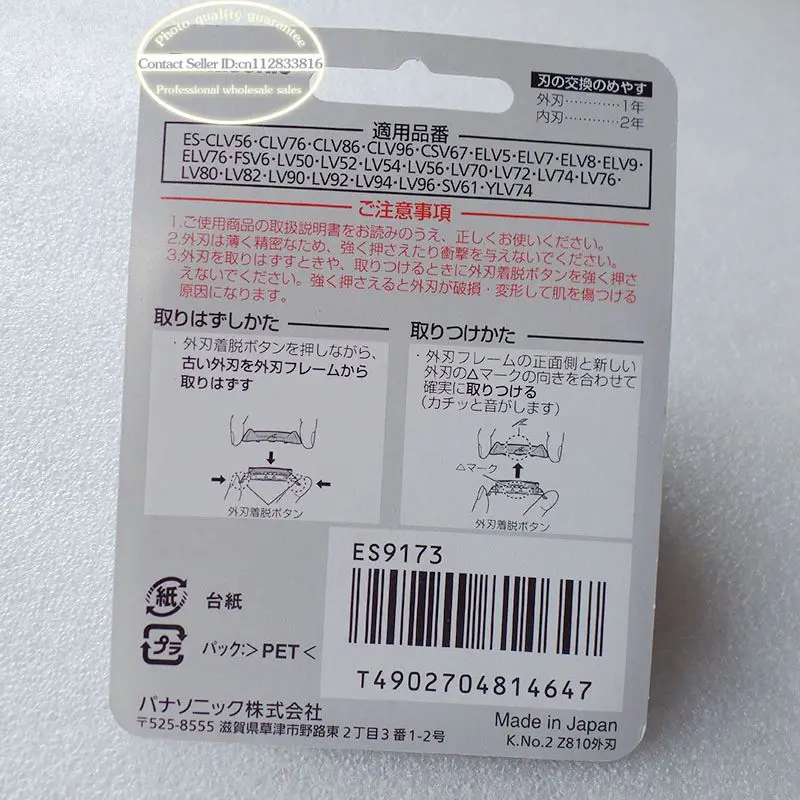 Photo quality guarantee
Contact Seller ID:cn112833816
Professional wholesale sales
刃の交換のめやす
外刃…………1年
内刃…………2年
適用品番
ES-CLV56・CLV76・CLV86・CLV96・CSV67・ELV5・ELV7・ELV8・ELV9・
ELV76・FSV6・LV50・LV52・LV54・LV56・LV70・LV72・LV74・LV76・
LV80・LV82・LV90・LV92・LV94・LV96・SV61・YLV74
ご注意事項
1.ご使用商品の取扱説明書をお読みのうえ、正しくお使いください。
2.外刃は薄く精密なため、強く押さえたり衝撃を与えないでください。
3.外刃を取りはずすときや、取りつけるときに外刃着脱ボタンを強く押さ
えないでください。強く押さえると外刃が破損・変形して肌を傷つける
原因になります。
取りはずしかた
・外刃着脱ボタンを押しながら、
古い外刃を外刃フレームから
取りはずす
外刃着脱ボタン
取りつけかた
・外刃フレームの正面側と新しい
外刃の△マークの向きを合わせて
確実に取りつける
(カチッと音がします)
△マーク
外刃着脱ボタン
ES9173
T4902704814647
紙 台紙
プラ パック:>PET<
パナソニック株式会社
〒525-8555 滋賀県草津市野路東2丁目3番1-2号
Made in Japan
K.No.2 Z810外刃